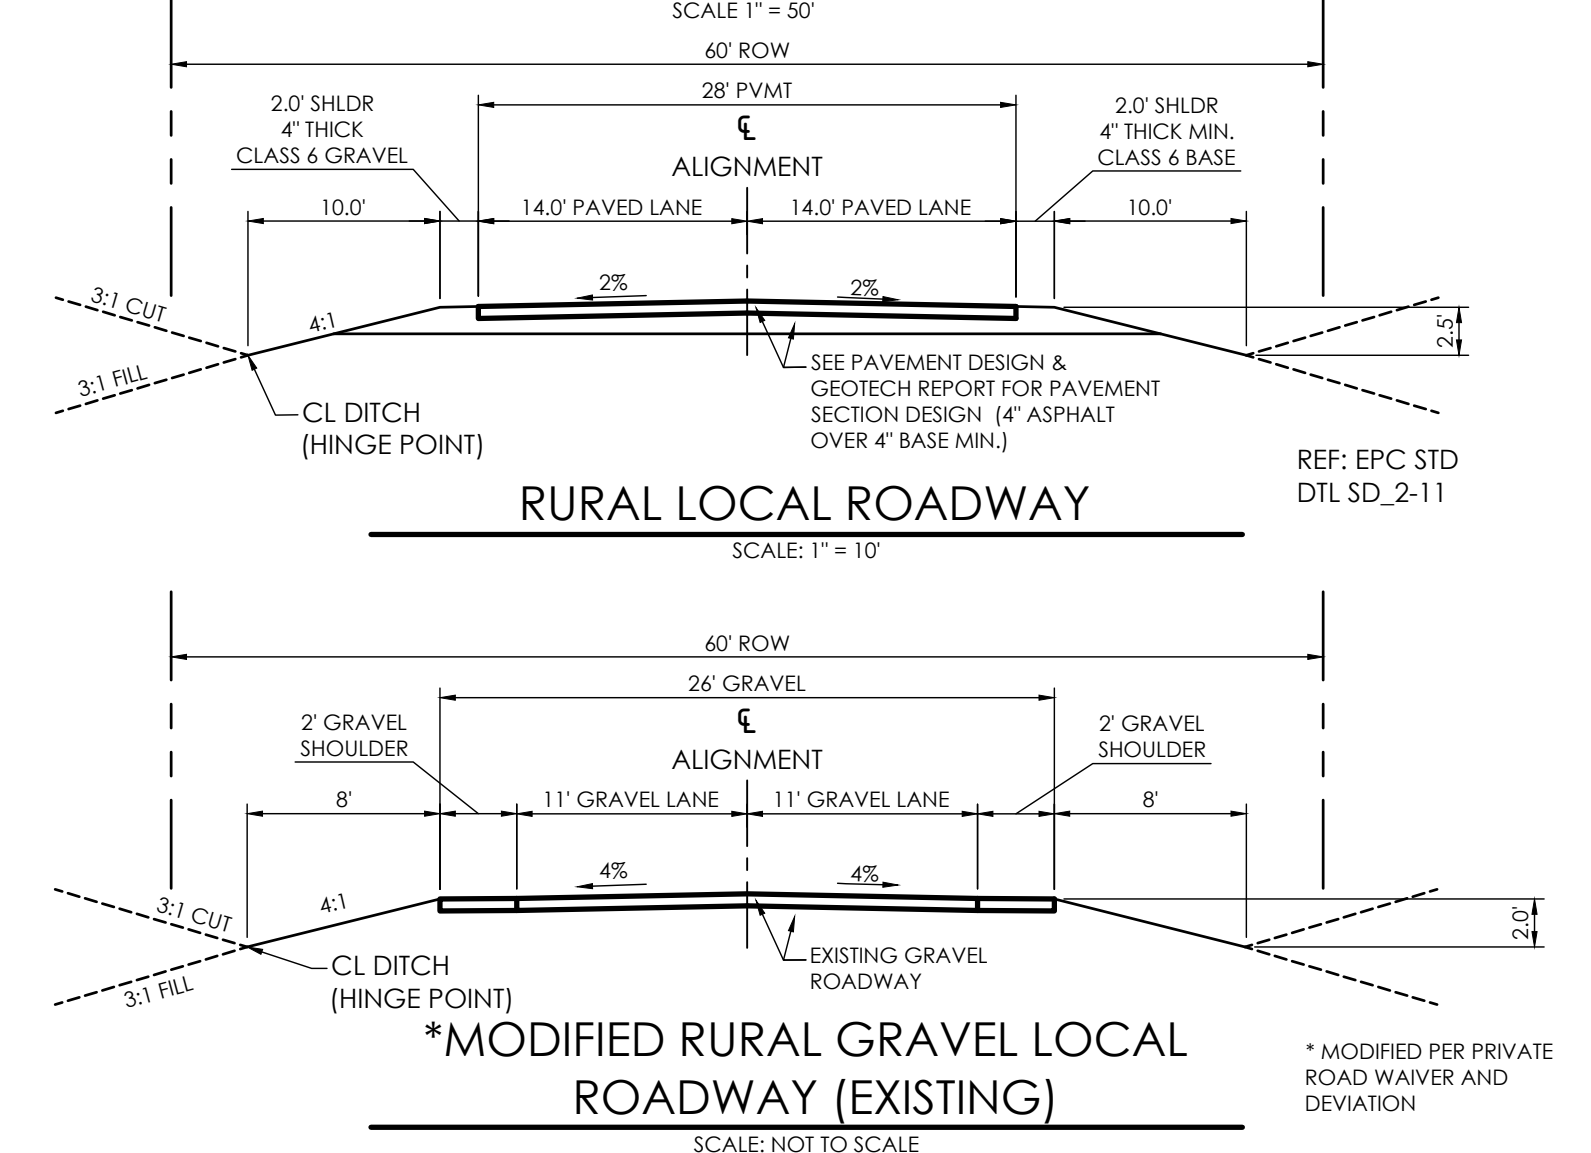 SCALE 1" = 50'
60' ROW
28' PVMT
2.0' SHLDR
4" THICK
CLASS 6 GRAVEL
℄
ALIGNMENT
2.0' SHLDR
4" THICK MIN.
CLASS 6 BASE
10.0'
14.0' PAVED LANE
14.0' PAVED LANE
10.0'
3:1 CUT
4:1
2%
2%
2.5'
3:1 FILL
CL DITCH
(HINGE POINT)
SEE PAVEMENT DESIGN &
GEOTECH REPORT FOR PAVEMENT
SECTION DESIGN (4" ASPHALT
OVER 4" BASE MIN.)
REF: EPC STD
DTL SD_2-11
RURAL LOCAL ROADWAY
SCALE: 1" = 10'
60' ROW
26' GRAVEL
2' GRAVEL
SHOULDER
℄
ALIGNMENT
2' GRAVEL
SHOULDER
8'
11' GRAVEL LANE
11' GRAVEL LANE
8'
3:1 CUT
4:1
4%
4%
2.0'
3:1 FILL
CL DITCH
(HINGE POINT)
EXISTING GRAVEL
ROADWAY
*MODIFIED RURAL GRAVEL LOCAL
ROADWAY (EXISTING)
SCALE: NOT TO SCALE
* MODIFIED PER PRIVATE
ROAD WAIVER AND
DEVIATION